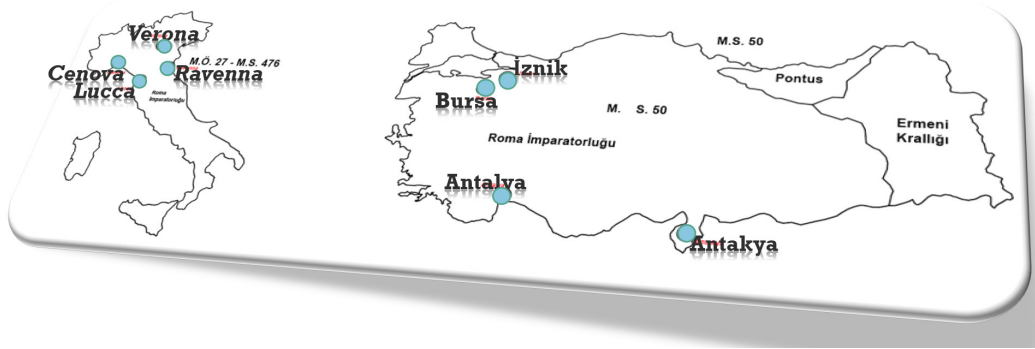 Verona
M.Ö. 27 - M.S. 476
Cenova
Ravenna
Lucca
Roma
İmparatorluğu
M.S. 50
İznik
Pontus
Bursa
M. S. 50
Ermeni
Krallığı
Roma İmparatorluğu
Antalya
Antakya